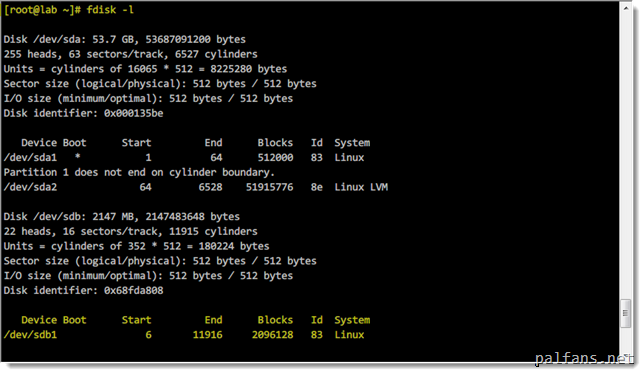 [root@lab ~]# fdisk -l
Disk /dev/sda: 53.7 GB, 53687091200 bytes
255 heads, 63 sectors/track, 6527 cylinders
Units = cylinders of 16065 * 512 = 8225280 bytes
Sector size (logical/physical): 512 bytes / 512 bytes
I/O size (minimum/optimal): 512 bytes / 512 bytes
Disk identifier: 0x000135be
Device Boot Start End Blocks Id System
/dev/sda1 * 1 64 512000 83 Linux
Partition 1 does not end on cylinder boundary.
/dev/sda2 64 6528 51915776 8e Linux LVM
Disk /dev/sdb: 2147 MB, 2147483648 bytes
22 heads, 16 sectors/track, 11915 cylinders
Units = cylinders of 352 * 512 = 180224 bytes
Sector size (logical/physical): 512 bytes / 512 bytes
I/O size (minimum/optimal): 512 bytes / 512 bytes
Disk identifier: 0x68fda808
Device Boot Start End Blocks Id System
/dev/sdb1 6 11916 2096128 83 Linux
palfans.net